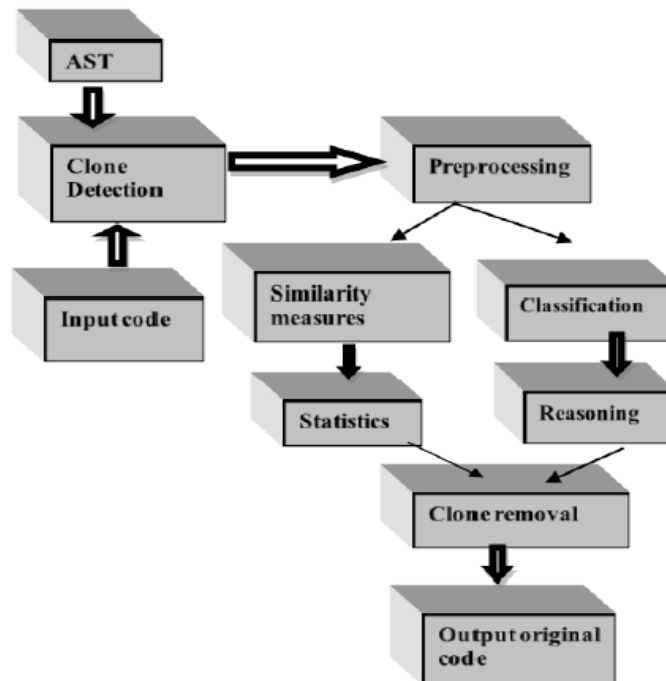 AST
Clone
Detection
Preprocessing
Input code
Similarity
measures
Classification
Statistics
Reasoning
Clone removal
Output original
code